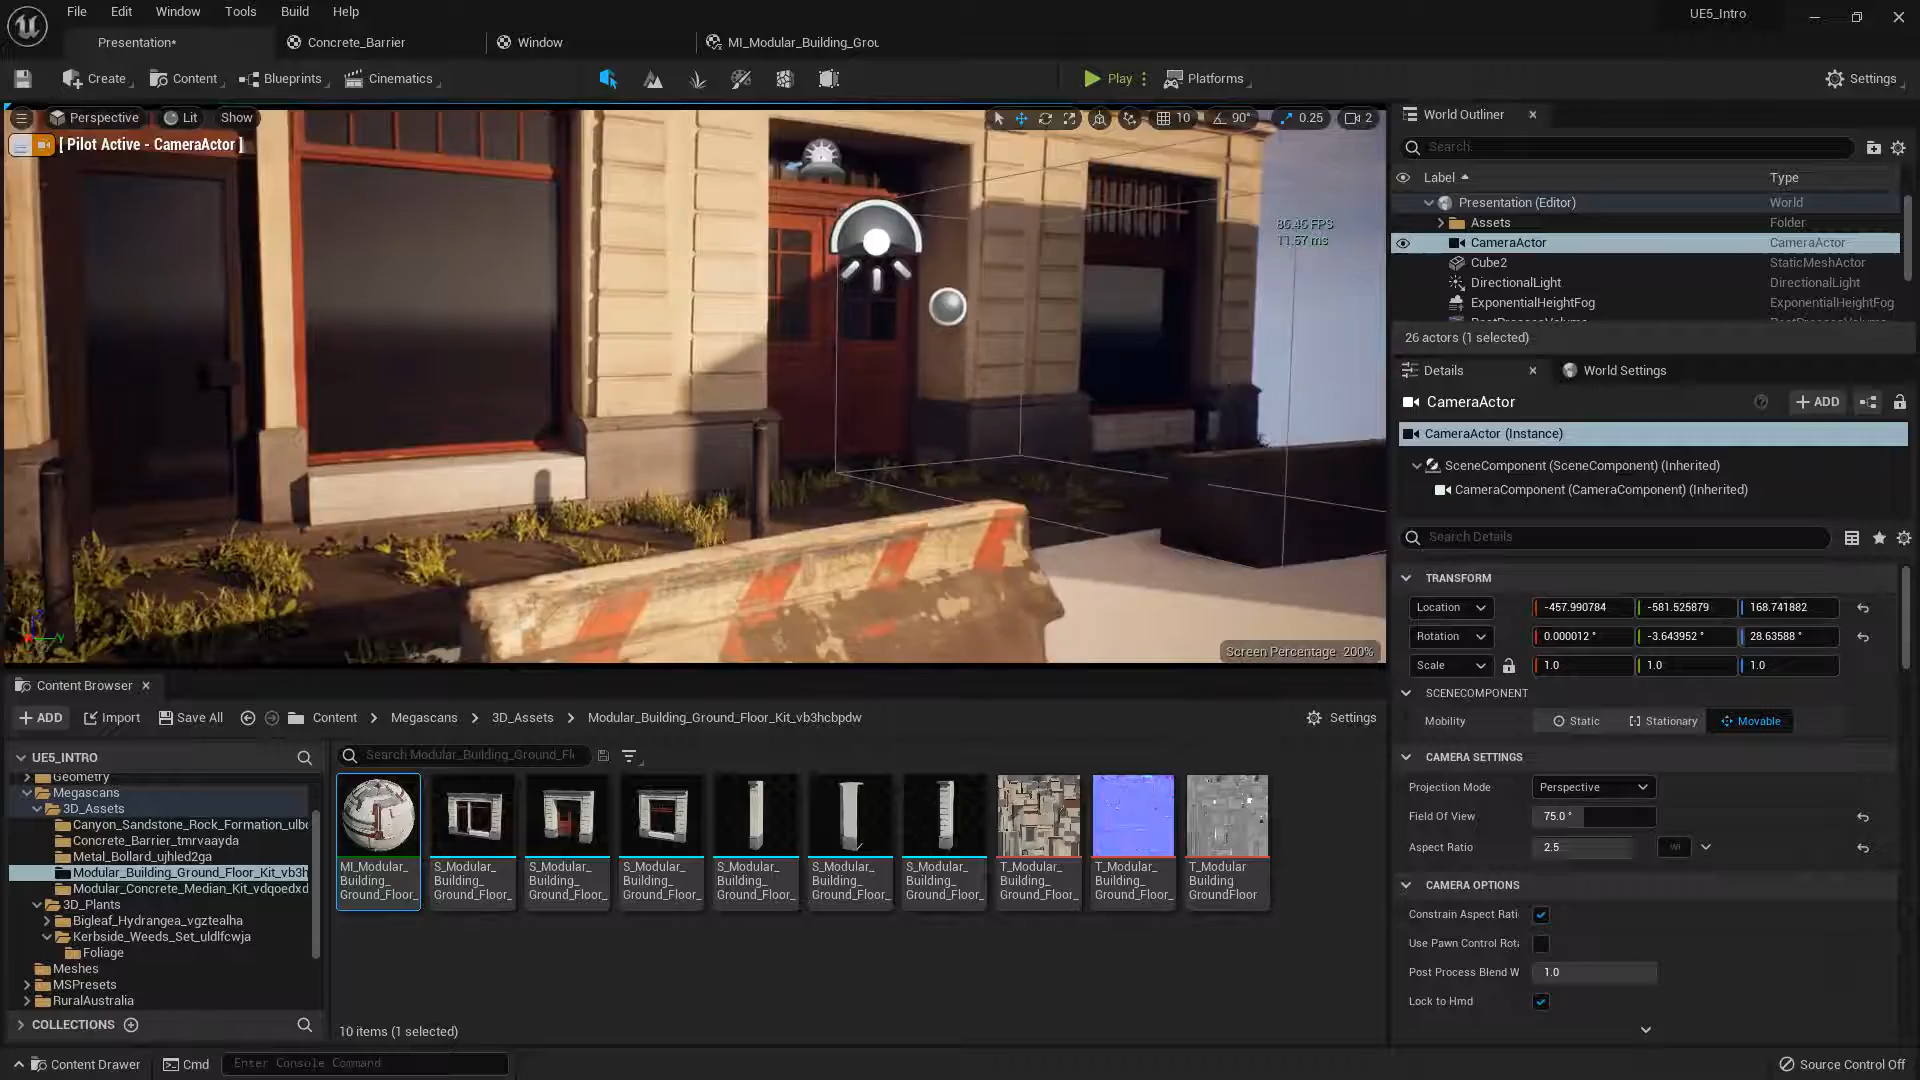 File Edit Window Tools Build Help
UE5_Intro
Presentation* Concrete_Barrier Window MI_Modular_Building_Grou
Create Content Blueprints Cinematics Play Platforms Settings
Perspective Lit Show 10 90° 0.25 2
[ Pilot Active - CameraActor ]
86.46 FPS
11.57 ms
Screen Percentage 200%
World Outliner
Search.
Label Type
Presentation (Editor) World
Assets Folder
CameraActor CameraActor
Cube2 StaticMeshActor
DirectionalLight DirectionalLight
ExponentialHeightFog ExponentialHeightFog
26 actors (1 selected)
Details World Settings
CameraActor ADD
CameraActor (Instance)
SceneComponent (SceneComponent) (Inherited)
CameraComponent (CameraComponent) (Inherited)
Search Details
TRANSFORM
Location -457.990784 -581.525879 168.741882
Rotation 0.000012 ° -3.643952 ° 28.63588 °
Scale 1.0 1.0 1.0
SCENECOMPONENT
Mobility Static Stationary Movable
CAMERA SETTINGS
Projection Mode Perspective
Field Of View 75.0 °
Aspect Ratio 2.5
CAMERA OPTIONS
Constrain Aspect Rati
Use Pawn Control Rota
Post Process Blend W 1.0
Lock to Hmd
Content Browser
ADD Import Save All Content Megascans 3D_Assets Modular_Building_Ground_Floor_Kit_vb3hcbpdw Settings
UE5_INTRO
Geometry
Megascans
3D_Assets
Canyon_Sandstone_Rock_Formation_ulbo
Concrete_Barrier_tmrvaayda
Metal_Bollard_ujhled2ga
Modular_Building_Ground_Floor_Kit_vb3h
Modular_Concrete_Median_Kit_vdqoedxd
3D_Plants
Bigleaf_Hydrangea_vgztealha
Kerbside_Weeds_Set_uldlfcwja
Foliage
Meshes
MSPresets
RuralAustralia
COLLECTIONS
Search Modular_Building_Ground_Fl
MI_Modular_
Building_
Ground_Floor_
S_Modular_
Building_
Ground_Floor_
S_Modular_
Building_
Ground_Floor_
S_Modular_
Building_
Ground_Floor_
S_Modular_
Building_
Ground_Floor_
S_Modular_
Building_
Ground_Floor_
S_Modular_
Building_
Ground_Floor_
T_Modular_
Building_
Ground_Floor_
T_Modular_
Building_
Ground_Floor_
T_Modular
Building
GroundFloor
10 items (1 selected)
Content Drawer Cmd Enter Console Command Source Control Off